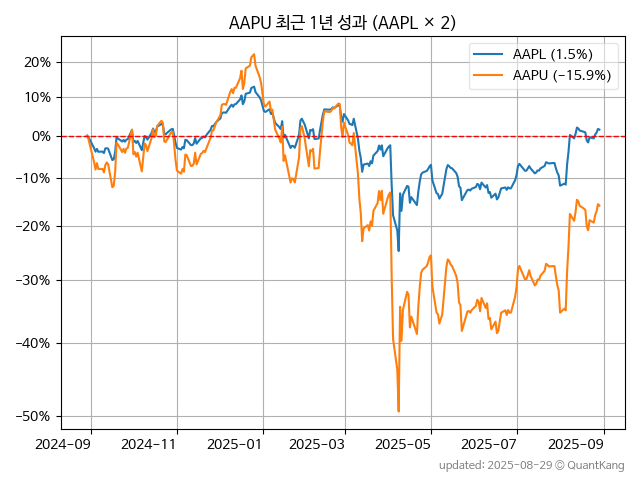 AAPU 최근 1년 성과 (AAPL × 2)
AAPL (1.5%)
AAPU (−15.9%)
20%
10%
0%
−10%
−20%
−30%
−40%
−50%
2024-09 2024-11 2025-01 2025-03 2025-05 2025-07 2025-09
updated: 2025-08-29 © QuantKang